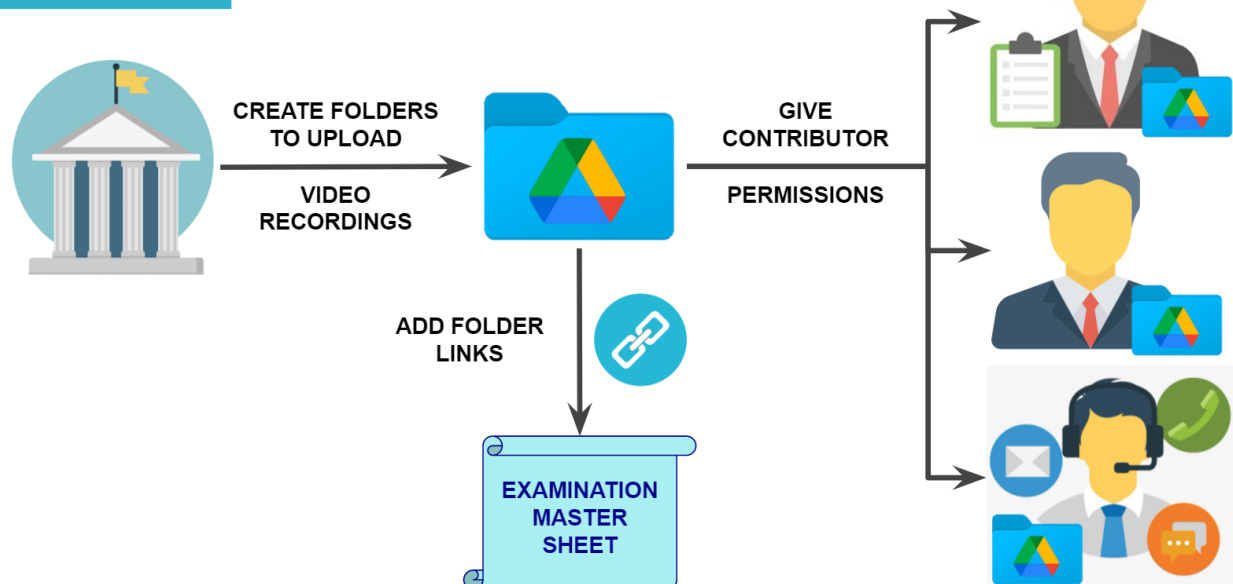 CREATE FOLDERS
TO UPLOAD
VIDEO
RECORDINGS
GIVE
CONTRIBUTOR
PERMISSIONS
ADD FOLDER
LINKS
EXAMINATION
MASTER
SHEET